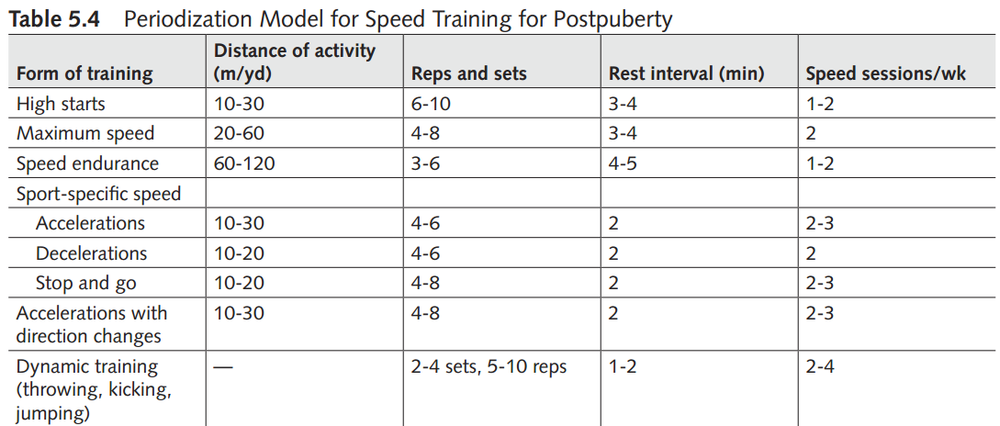 Table 5.4 Periodization Model for Speed Training for Postpuberty
Form of training Distance of activity (m/yd) Reps and sets Rest interval (min) Speed sessions/wk
High starts 10-30 6-10 3-4 1-2
Maximum speed 20-60 4-8 3-4 2
Speed endurance 60-120 3-6 4-5 1-2
Sport-specific speed
Accelerations 10-30 4-6 2 2-3
Decelerations 10-20 4-6 2 2
Stop and go 10-20 4-8 2 2-3
Accelerations with direction changes 10-30 4-8 2 2-3
Dynamic training (throwing, kicking, jumping) — 2-4 sets, 5-10 reps 1-2 2-4